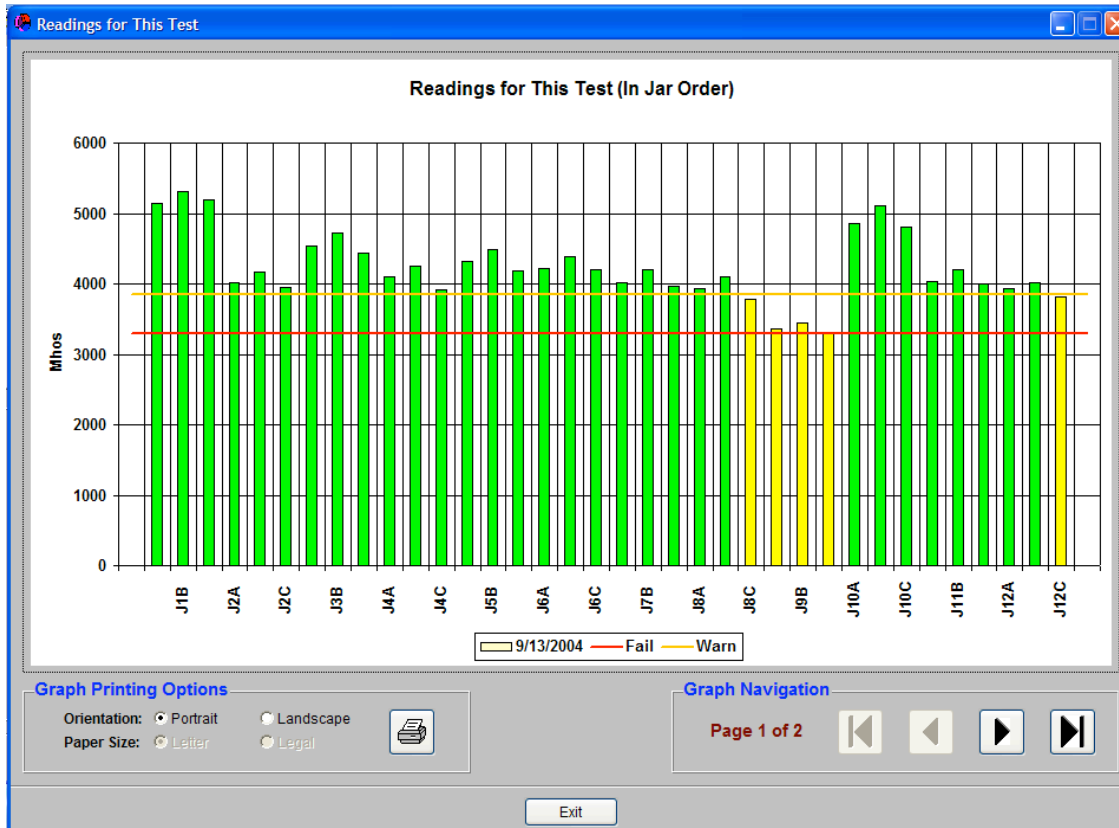 Readings for This Test
Readings for This Test (In Jar Order)
6000
5000
4000
3000
2000
1000
0
Mhos
J1B J2A J2C J3B J4A J4C J5B J6A J6C J7B J8A J8C J9B J10A J10C J11B J12A J12C
9/13/2004 Fail Warn
Graph Printing Options
Orientation: Portrait Landscape
Paper Size: Letter Legal
Graph Navigation
Page 1 of 2
Exit